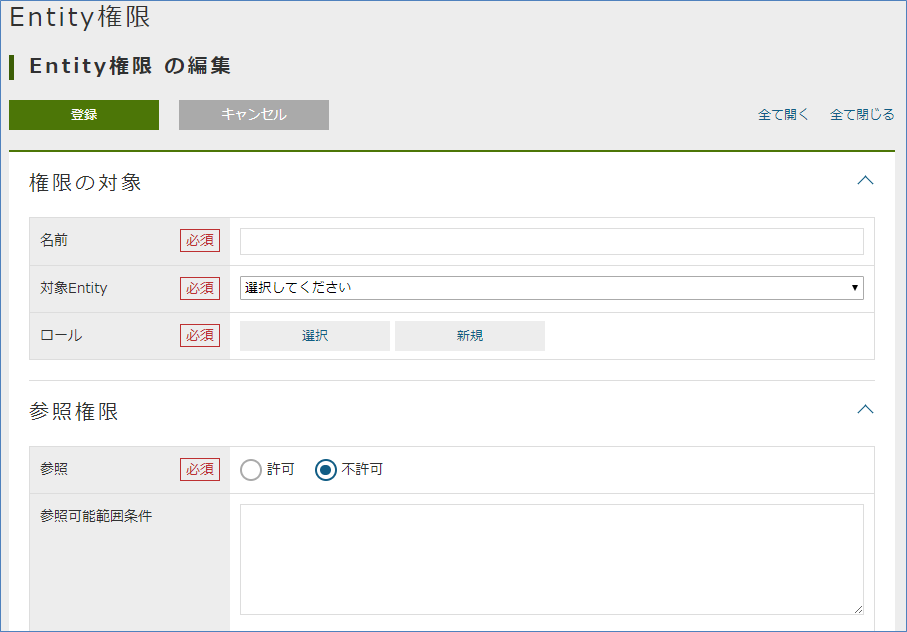 Entity権限
Entity権限 の編集
登録 キャンセル 全て開く 全て閉じる
権限の対象
名前 必須
対象Entity 必須 選択してください
ロール 必須 選択 新規
参照権限
参照 必須 許可 不許可
参照可能範囲条件